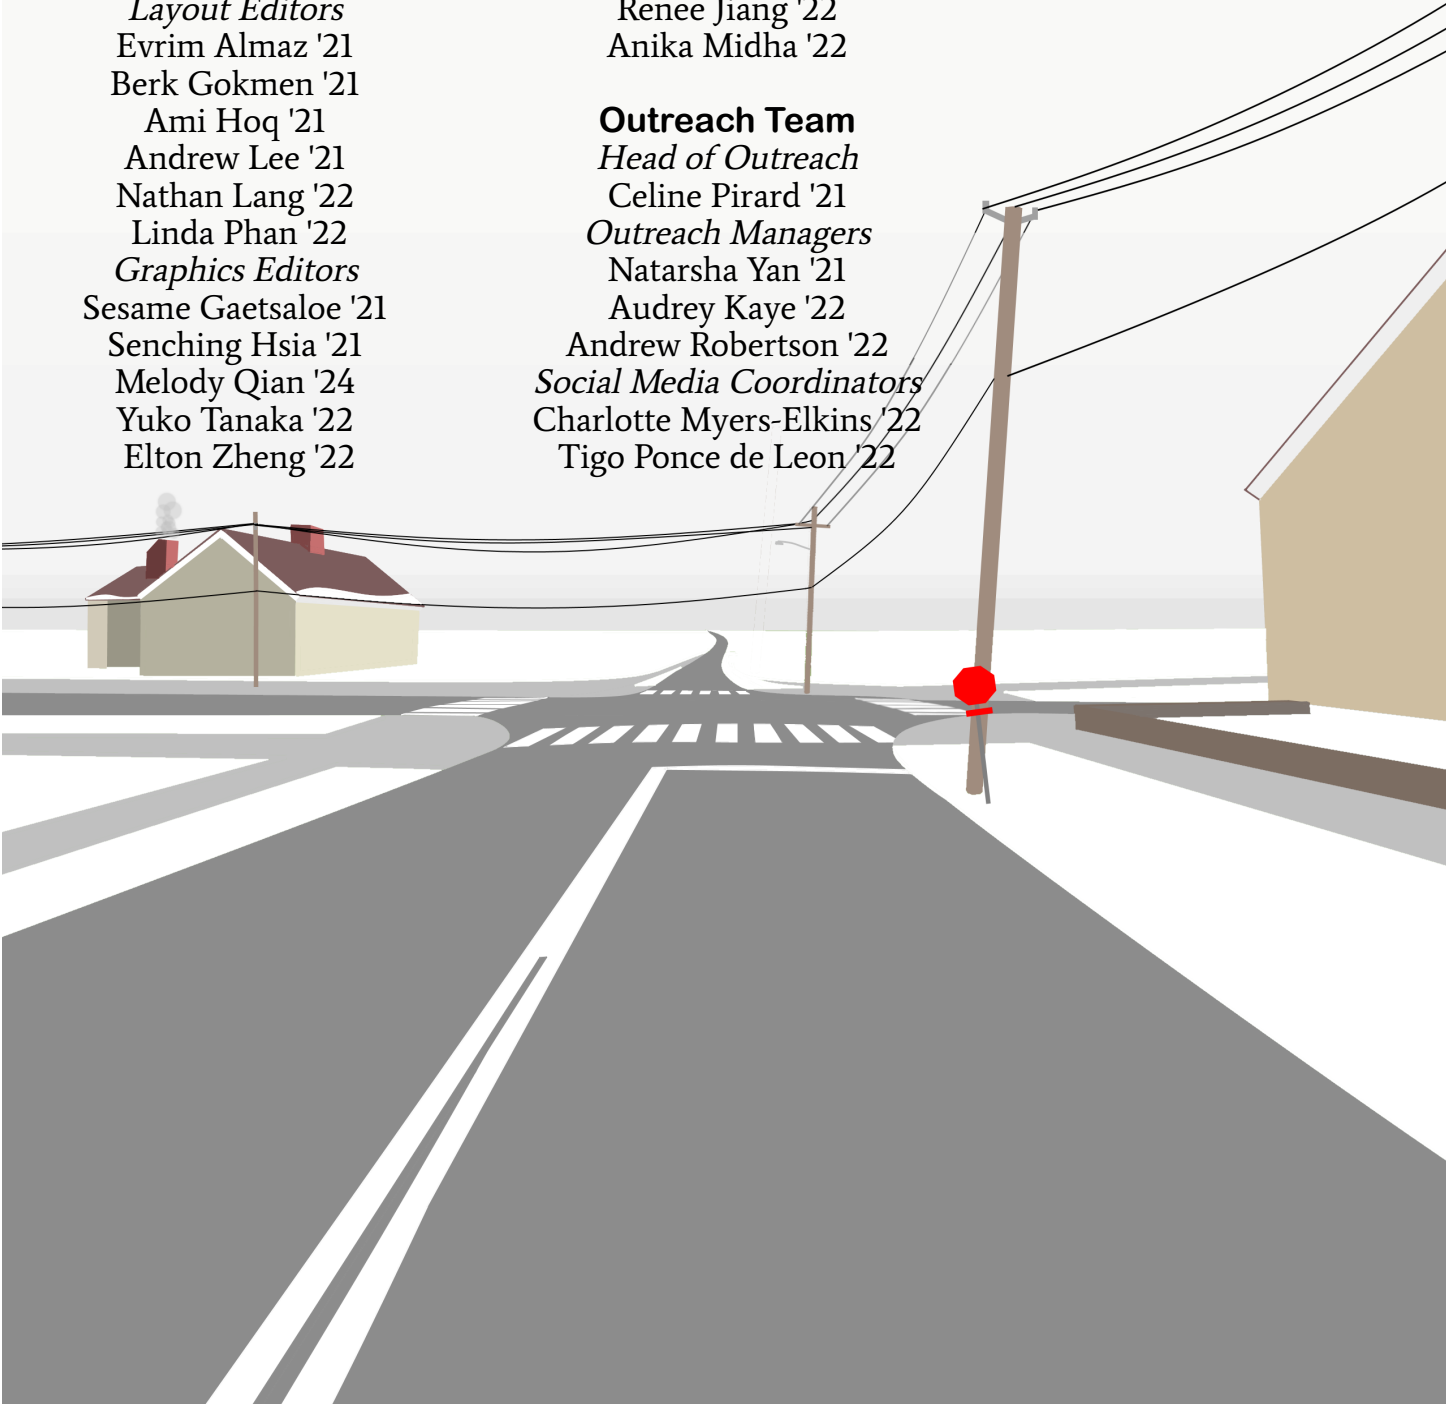 Layout Editors
Evrim Almaz '21
Berk Gokmen '21
Ami Hoq '21
Andrew Lee '21
Nathan Lang '22
Linda Phan '22
Graphics Editors
Sesame Gaetsaloe '21
Senching Hsia '21
Melody Qian '24
Yuko Tanaka '22
Elton Zheng '22
Renee Jiang '22
Anika Midha '22
Outreach Team
Head of Outreach
Celine Pirard '21
Outreach Managers
Natarsha Yan '21
Audrey Kaye '22
Andrew Robertson '22
Social Media Coordinators
Charlotte Myers-Elkins '22
Tigo Ponce de Leon '22